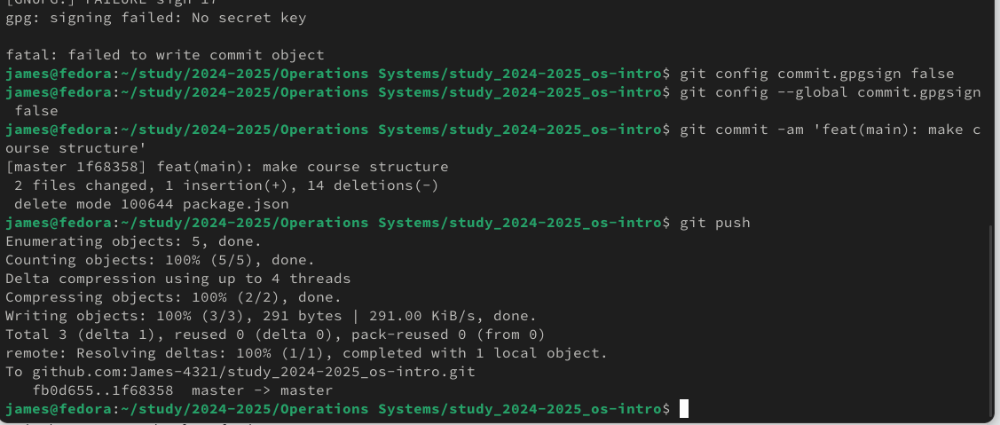 [GNUPG:] FAILURE sign 17
gpg: signing failed: No secret key
fatal: failed to write commit object
james@fedora:~/study/2024-2025/Operations Systems/study_2024-2025_os-intro$ git config commit.gpgsign false
james@fedora:~/study/2024-2025/Operations Systems/study_2024-2025_os-intro$ git config --global commit.gpgsign
 false
james@fedora:~/study/2024-2025/Operations Systems/study_2024-2025_os-intro$ git commit -am 'feat(main): make c
ourse structure'
[master 1f68358] feat(main): make course structure
 2 files changed, 1 insertion(+), 14 deletions(-)
 delete mode 100644 package.json
james@fedora:~/study/2024-2025/Operations Systems/study_2024-2025_os-intro$ git push
Enumerating objects: 5, done.
Counting objects: 100% (5/5), done.
Delta compression using up to 4 threads
Compressing objects: 100% (2/2), done.
Writing objects: 100% (3/3), 291 bytes | 291.00 KiB/s, done.
Total 3 (delta 1), reused 0 (delta 0), pack-reused 0 (from 0)
remote: Resolving deltas: 100% (1/1), completed with 1 local object.
To github.com:James-4321/study_2024-2025_os-intro.git
   fb0d655..1f68358  master -> master
james@fedora:~/study/2024-2025/Operations Systems/study_2024-2025_os-intro$